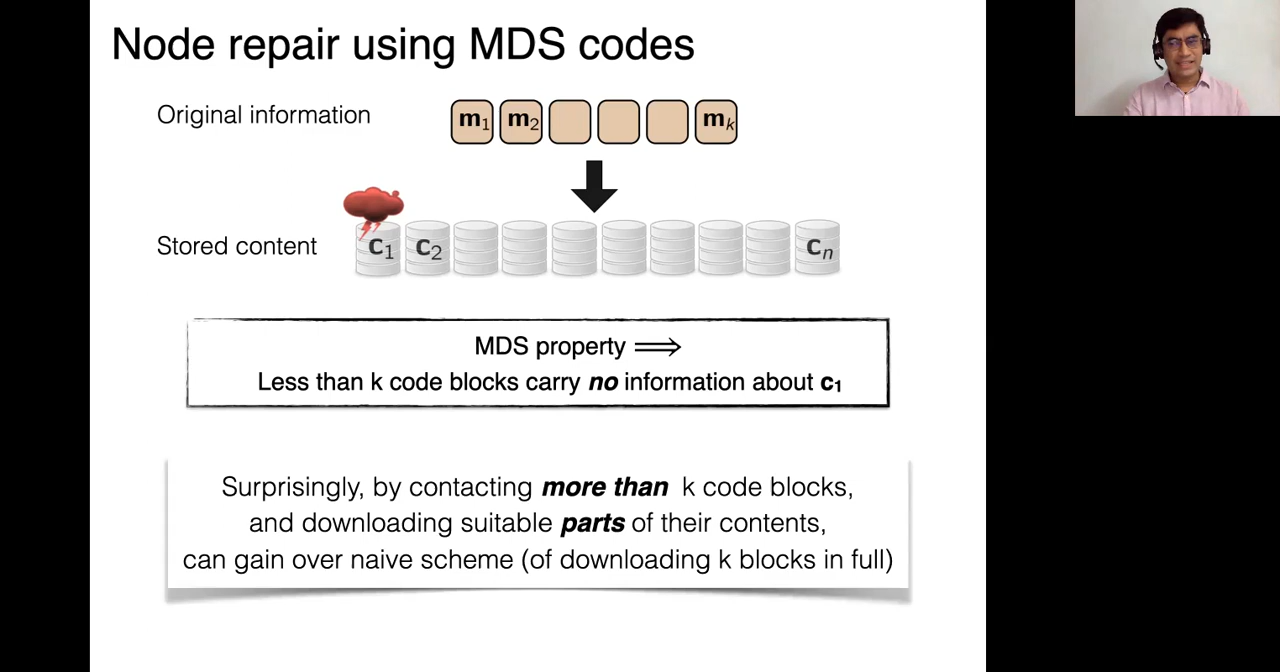 Node repair using MDS codes
Original information
m1 m2 mk
Stored content
c1 c2 cn
MDS property ⟹
Less than k code blocks carry no information about c1
Surprisingly, by contacting more than k code blocks,
and downloading suitable parts of their contents,
can gain over naive scheme (of downloading k blocks in full)